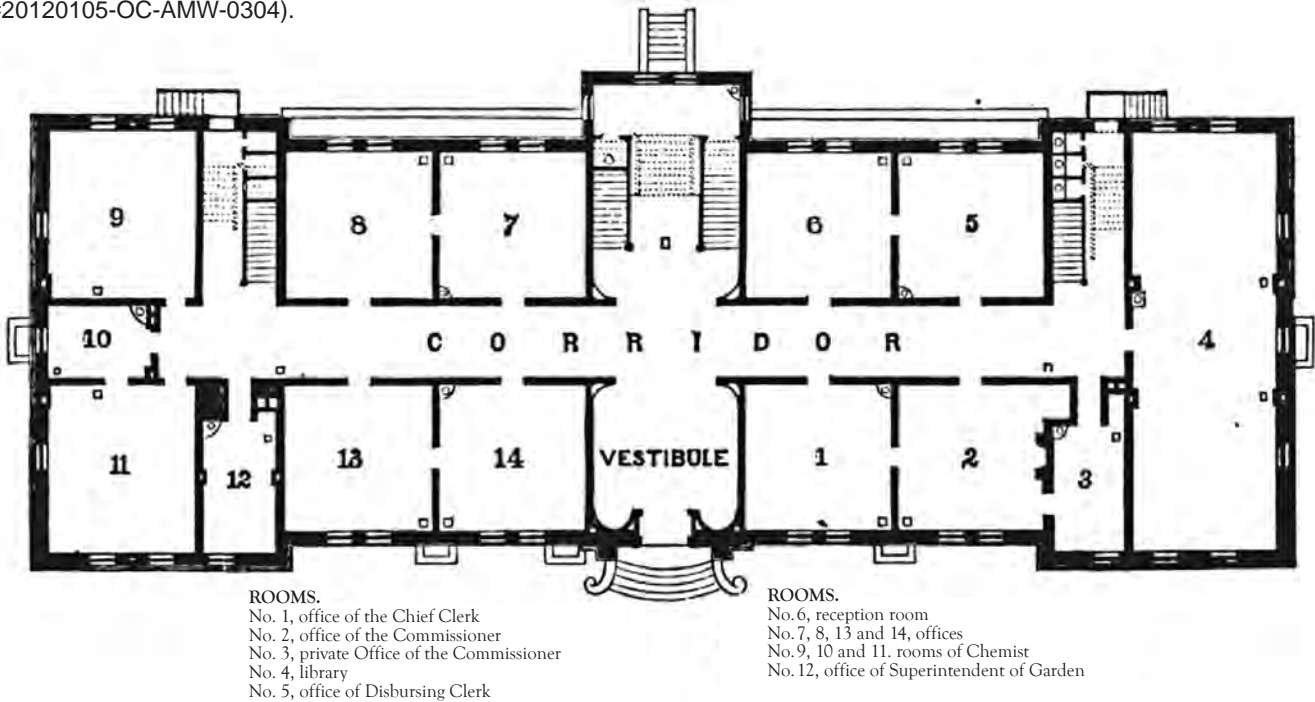 #20120105-OC-AMW-0304).
9
8
7
6
5
10
CORRIDOR
4
11
12
13
14
VESTIBULE
1
2
3
ROOMS.
No. 1, office of the Chief Clerk
No. 2, office of the Commissioner
No. 3, private Office of the Commissioner
No. 4, library
No. 5, office of Disbursing Clerk
ROOMS.
No.6, reception room
No.7, 8, 13 and 14, offices
No.9, 10 and 11. rooms of Chemist
No.12, office of Superintendent of Garden